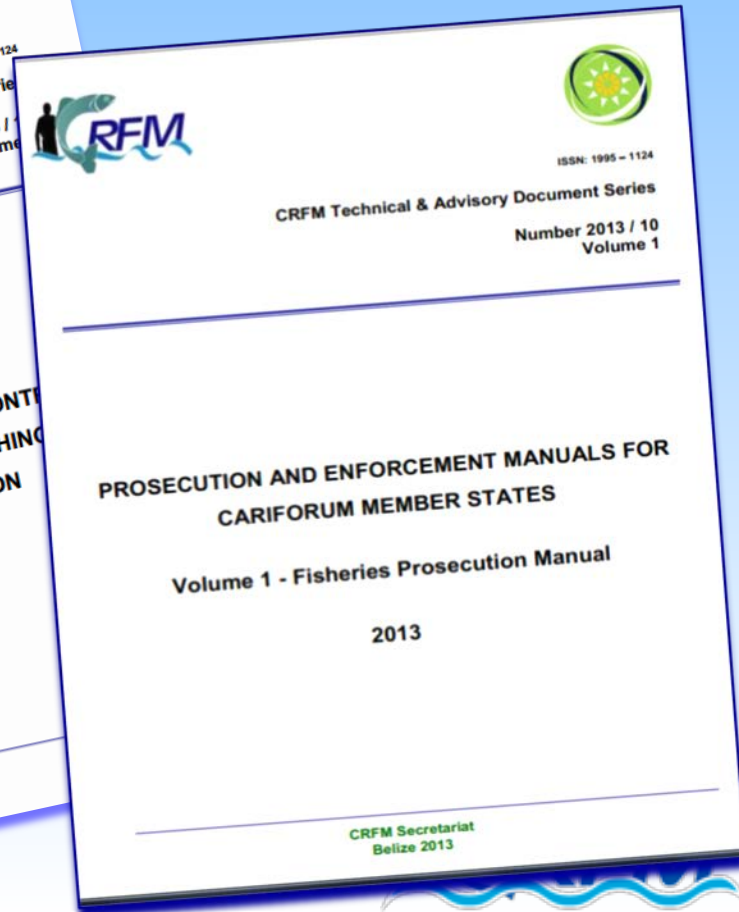 CRFM
ISSN: 1995 – 1124
CRFM Technical & Advisory Document Series
Number 2013 / 10
Volume 1
PROSECUTION AND ENFORCEMENT MANUALS FOR
CARIFORUM MEMBER STATES
Volume 1 - Fisheries Prosecution Manual
2013
CRFM Secretariat
Belize 2013
124